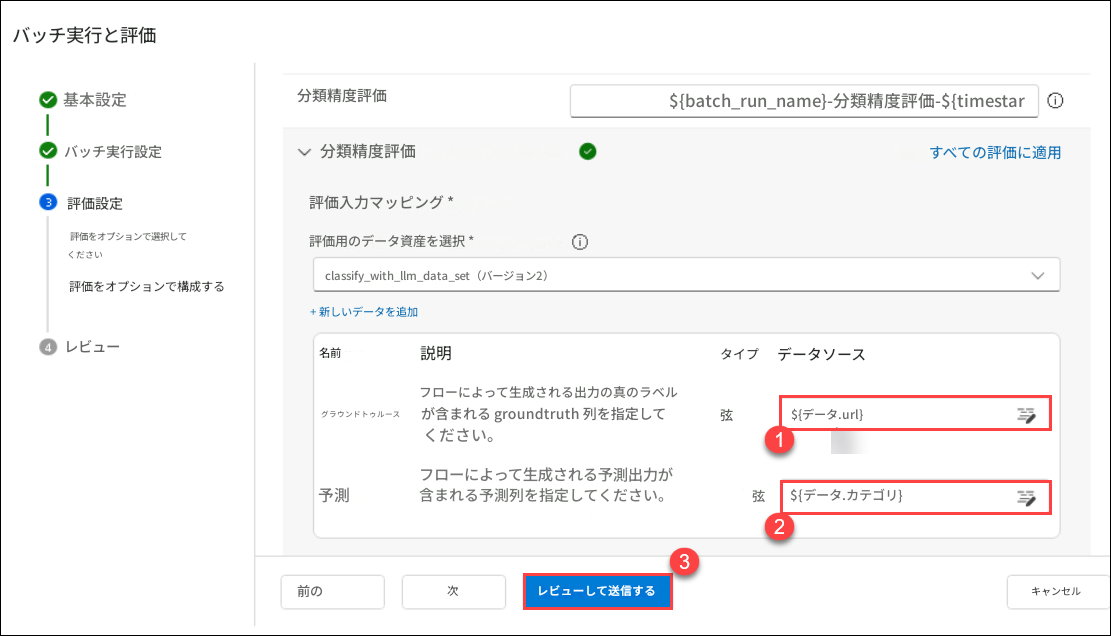 バッチ実行と評価
基本設定
バッチ実行設定
3 評価設定
評価をオプションで選択して
ください
評価をオプションで構成する
4 レビュー
分類精度評価
${batch_run_name}-分類精度評価-${timestar
分類精度評価
すべての評価に適用
評価入力マッピング *
評価用のデータ資産を選択 *
classify_with_llm_data_set（バージョン2）
+ 新しいデータを追加
名前 説明 タイプ データソース
グラウンドトゥルース
フローによって生成される出力の真のラベル
が含まれる groundtruth 列を指定して
ください。
弦
${データ.url}
1
予測
フローによって生成される予測出力が
含まれる予測列を指定してください。
弦
${データ.カテゴリ}
2
3
前の
次
レビューして送信する
キャンセル